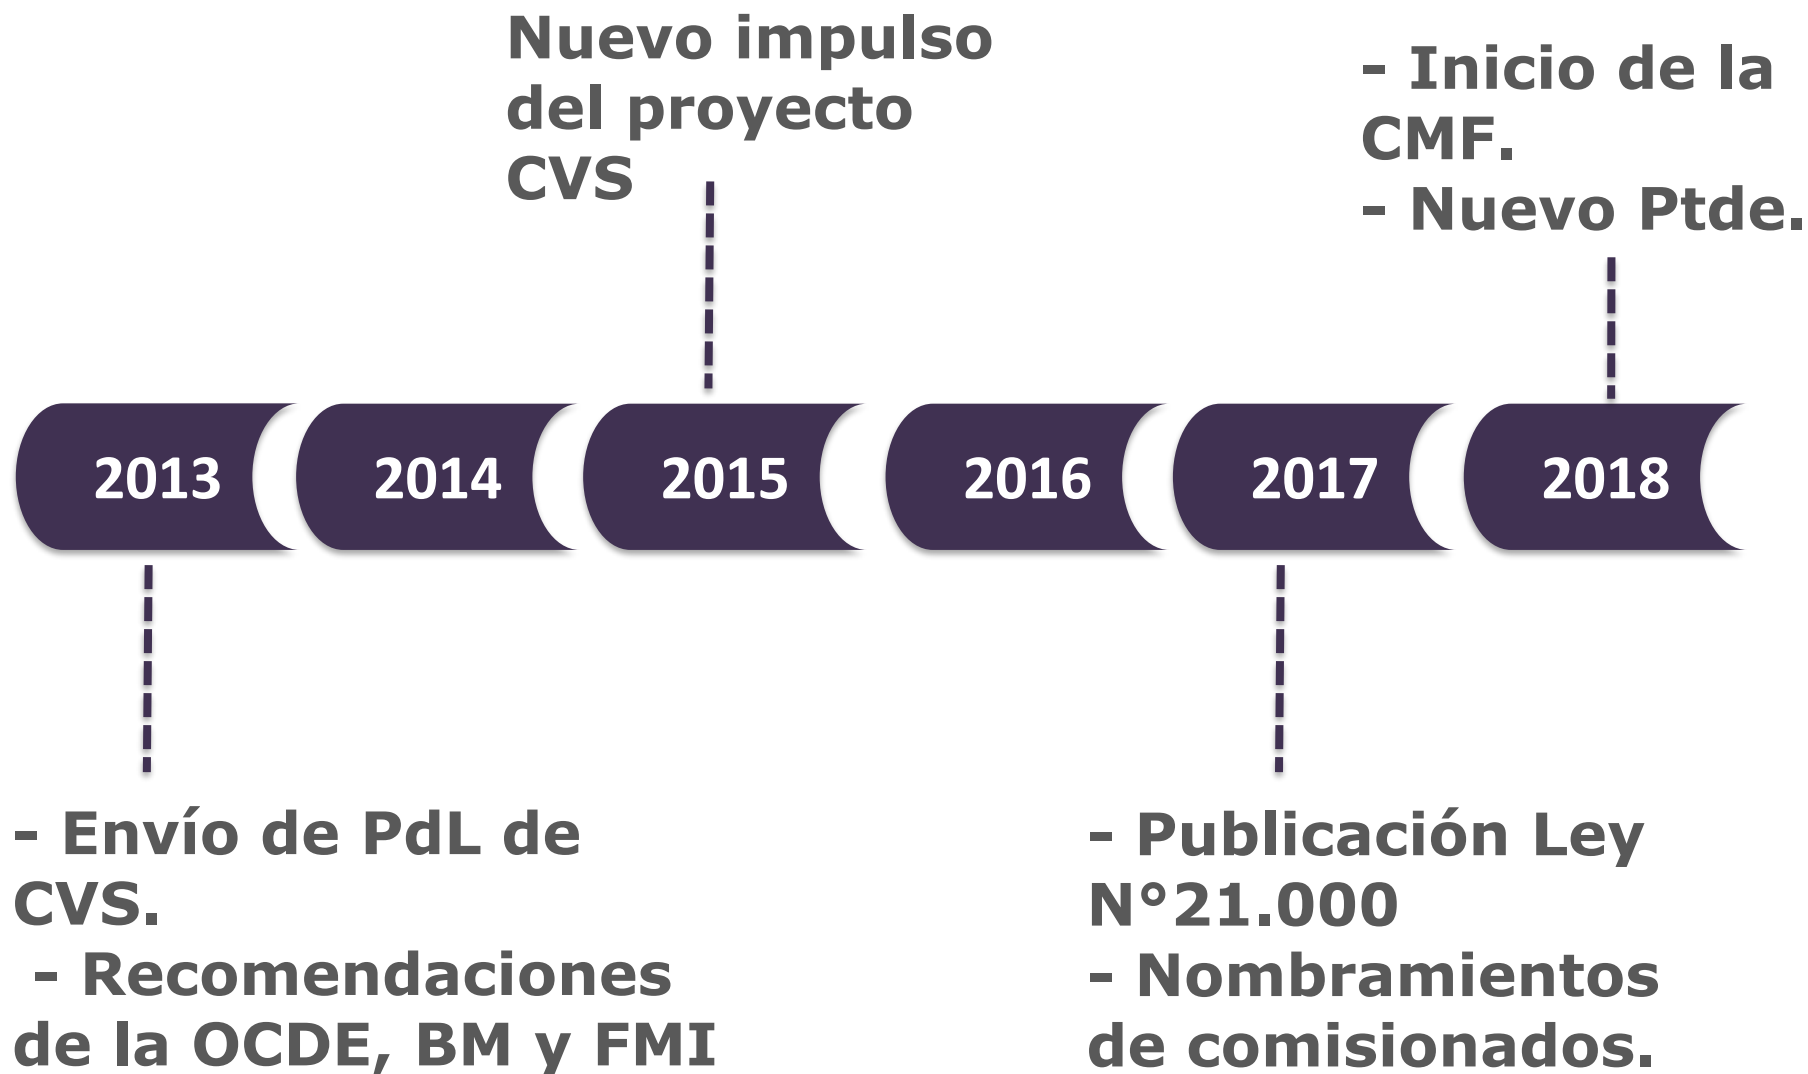 Nuevo impulso
del proyecto
CVS
- Inicio de la
CMF.
- Nuevo Ptde.
2013
2014
2015
2016
2017
2018
- Envío de PdL de
CVS.
- Recomendaciones
de la OCDE, BM y FMI
- Publicación Ley
N°21.000
- Nombramientos
de comisionados.